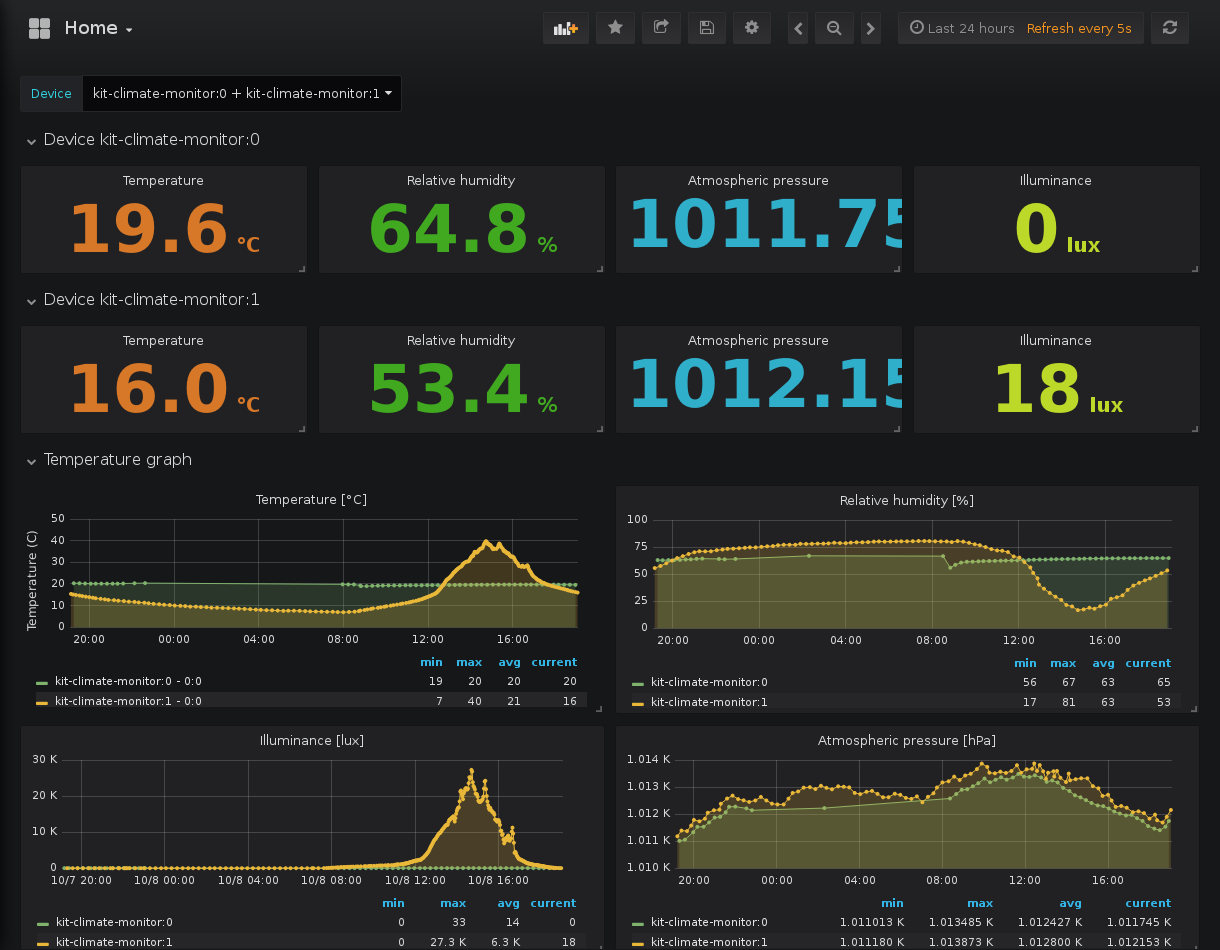 Home
Last 24 hours Refresh every 5s
Device kit-climate-monitor:0 + kit-climate-monitor:1
Device kit-climate-monitor:0
Temperature Relative humidity Atmospheric pressure Illuminance
19.6 °C 64.8 % 1011.75 0 lux
Device kit-climate-monitor:1
Temperature Relative humidity Atmospheric pressure Illuminance
16.0 °C 53.4 % 1012.15 18 lux
Temperature graph
Temperature [°C]
Temperature (C)
50
40
30
20
10
0
20:00 00:00 04:00 08:00 12:00 16:00
min max avg current
kit-climate-monitor:0 - 0:0 19 20 20 20
kit-climate-monitor:1 - 0:0 7 40 21 16
Relative humidity [%]
100
75
50
25
0
20:00 00:00 04:00 08:00 12:00 16:00
min max avg current
kit-climate-monitor:0 56 67 63 65
kit-climate-monitor:1 17 81 63 53
Illuminance [lux]
30 K
20 K
10 K
0
10/7 20:00 10/8 00:00 10/8 04:00 10/8 08:00 10/8 12:00 10/8 16:00
min max avg current
kit-climate-monitor:0 0 33 14 0
kit-climate-monitor:1 0 27.3 K 6.3 K 18
Atmospheric pressure [hPa]
1.014 K
1.013 K
1.012 K
1.011 K
1.010 K
20:00 00:00 04:00 08:00 12:00 16:00
min max avg current
kit-climate-monitor:0 1.011013 K 1.013485 K 1.012427 K 1.011745 K
kit-climate-monitor:1 1.011180 K 1.013873 K 1.012800 K 1.012153 K